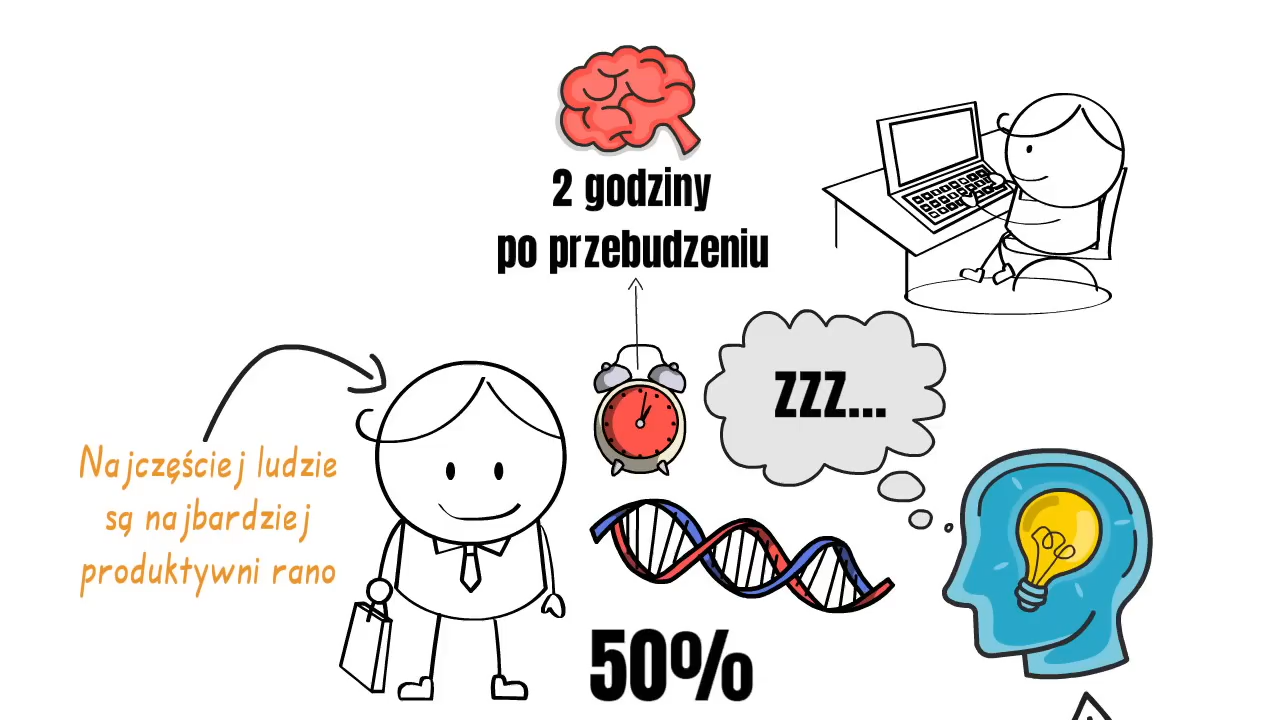 2 godziny
po przebudzeniu
zzz...
Najczęściej ludzie
są najbardziej
produktywni rano
50%